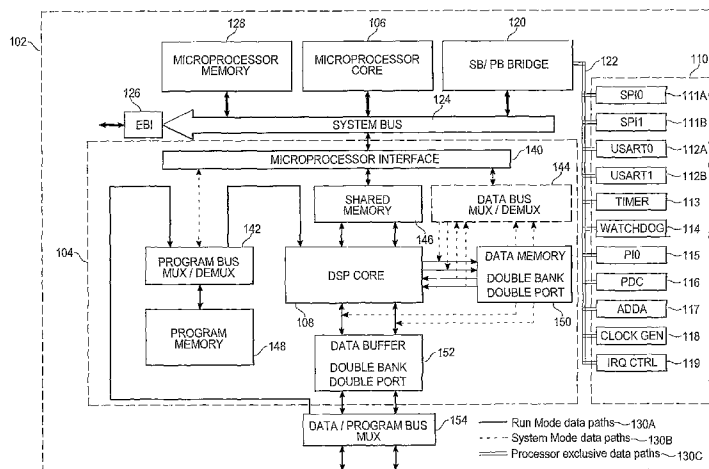 102
128
106
120
MICROPROCESSOR
MEMORY
MICROPROCESSOR
CORE
SB/ PB BRIDGE
122
110
126
EBI
124
SYSTEM BUS
SPI0
111A
SPI1
111B
MICROPROCESSOR INTERFACE
140
144
USART0
112A
USART1
112B
104
142
SHARED
MEMORY
146
DATA BUS
MUX / DEMUX
TIMER
113
WATCHDOG
114
PROGRAM BUS
MUX / DEMUX
DSP CORE
DATA MEMORY
DOUBLE BANK
DOUBLE PORT
PI0
115
PDC
116
ADDA
117
PROGRAM
MEMORY
148
108
150
CLOCK GEN
118
DATA BUFFER
DOUBLE BANK
DOUBLE PORT
152
IRQ CTRL
119
DATA / PROGRAM BUS
MUX
154
Run Mode data paths 130A
System Mode data paths 130B
Processor exclusive data paths 130C